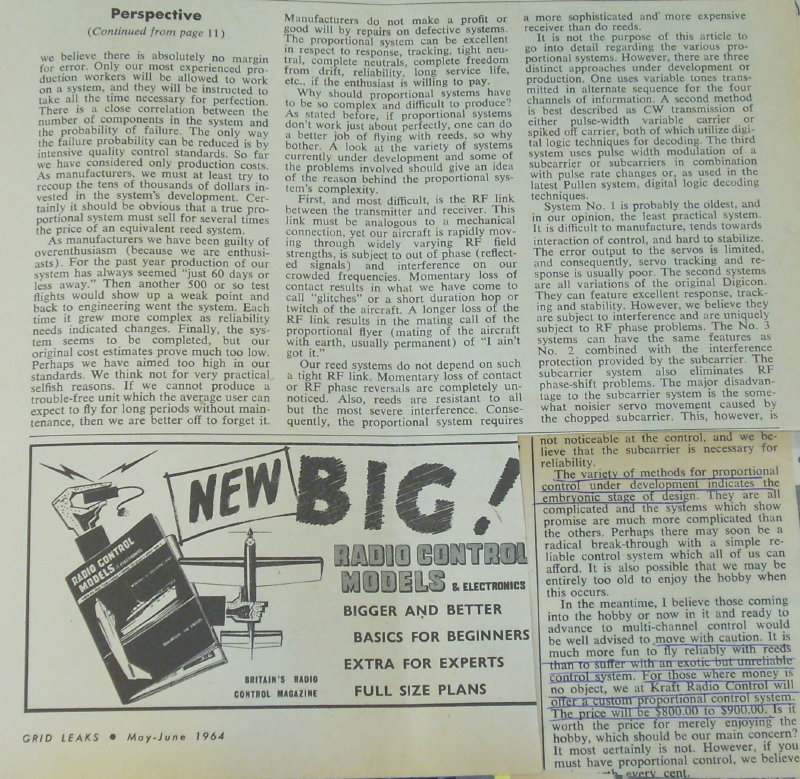 Perspective
(Continued from page 11)
we believe there is absolutely no margin
for error. Only our most experienced pro-
duction workers will be allowed to work
on a system, and they will be instructed to
take all the time necessary for perfection.
There is a close correlation between the
number of components in the system and
the probability of failure. The only way
the failure probability can be reduced is by
intensive quality control standards. So far
we have considered only production costs.
As manufacturers, we must at least try to
recoup the tens of thousands of dollars in-
vested in the system's development. Cer-
tainly it should be obvious that a true pro-
portional system must sell for several times
the price of an equivalent reed system.
As manufacturers we have been guilty of
overenthusiasm (because we are enthusi-
asts). For the past year production of our
system has always seemed "just 60 days or
less away." Then another 500 or so test
flights would show up a weak point and
back to engineering went the system. Each
time it grew more complex as reliability
needs indicated changes. Finally, the sys-
tem seems to be completed, but our
original cost estimates prove much too low.
Perhaps we have aimed too high in our
standards. We think not for very practical
selfish reasons. If we cannot produce a
trouble-free unit which the average user can
expect to fly for long periods without main-
tenance, then we are better off to forget it.
Manufacturers do not make a profit or
good will by repairs on defective systems.
The proportional system can be excellent
in respect to response, tracking, tight neu-
tral, complete neutrals, complete freedom
from drift, reliability, long service life,
etc., if the enthusiast is willing to pay.
Why should proportional systems have
to be so complex and difficult to produce?
As stated before, if proportional systems
don't work just about perfectly, one can do
a better job of flying with reeds, so why
bother. A look at the variety of systems
currently under development and some of
the problems involved should give an idea
of the reason behind the proportional sys-
tem's complexity.
First, and most difficult, is the RF link
between the transmitter and receiver. This
link must be analogous to a mechanical
connection, yet our aircraft is rapidly mov-
ing through widely varying RF field
strengths, is subject to out of phase (reflect-
ed signals) and interference on our
crowded frequencies. Momentary loss of
contact results in what we have come to
call "glitches" or a short duration hop or
twitch of the aircraft. A longer loss of the
RF link results in the mating call of the
proportional flyer (mating of the aircraft
with earth, usually permanent) of "I ain't
got it."
Our reed systems do not depend on such
a tight RF link. Momentary loss of contact
or RF phase reversals are completely un-
noticed. Also, reeds are resistant to all
but the most severe interference. Conse-
quently, the proportional system requires
a more sophisticated and more expensive
receiver than do reeds.
It is not the purpose of this article to
go into detail regarding the various pro-
portional systems. However, there are three
distinct approaches under development or
production. One uses variable tones trans-
mitted in alternate sequence for the four
channels of information. A second method
is best described as CW transmission of
either pulse-width variable carrier or
spiked off carrier, both of which utilize digi-
tal logic techniques for decoding. The third
system uses pulse width modulation of a
subcarrier or subcarriers in combination
with pulse rate changes or, as used in the
latest Pullen system, digital logic decoding
techniques.
System No. 1 is probably the oldest, and
in our opinion, the least practical system.
It is difficult to manufacture, tends towards
interaction of control, and hard to stabilize.
The error output to the servos is limited,
and consequently, servo tracking and re-
sponse is usually poor. The second systems
are all variations of the original Digicon.
They can feature excellent response, track-
ing and stability. However, we believe they
are subject to interference and are uniquely
subject to RF phase problems. The No. 3
systems can have the same features as
No. 2 combined with the interference
protection provided by the subcarrier. The
subcarrier system also eliminates RF
phase-shift problems. The major disadvan-
tage to the subcarrier system is the some-
what noisier servo movement caused by
the chopped subcarrier. This, however, is
not noticeable at the control, and we be-
lieve that the subcarrier is necessary for
reliability.
The variety of methods for proportional
control under development indicates the
embryonic stage of design. They are all
complicated and the systems which show
promise are much more complicated than
the others. Perhaps there may soon be a
radical break-through with a simple re-
liable control system which all of us can
afford. It is also possible that we may be
entirely too old to enjoy the hobby when
this occurs.
In the meantime, I believe those coming
into the hobby or now in it and ready to
advance to multi-channel control would
be well advised to move with caution. It is
much more fun to fly reliably with reeds
than to suffer with an exotic but unreliable
control system. For those where money is
no object, we at Kraft Radio Control will
offer a custom proportional control system.
The price will be $800.00 to $900.00. Is it
worth the price for merely enjoying the
hobby, which should be our main concern?
It most certainly is not. However, if you
must have proportional control, we believe
every cent.
NEW BIG!
RADIO CONTROL
MODELS & ELECTRONICS
BIGGER AND BETTER
BASICS FOR BEGINNERS
EXTRA FOR EXPERTS
FULL SIZE PLANS
RADIO CONTROL
MODELS
BRITAIN'S RADIO
CONTROL MAGAZINE
GRID LEAKS • May-June 1964